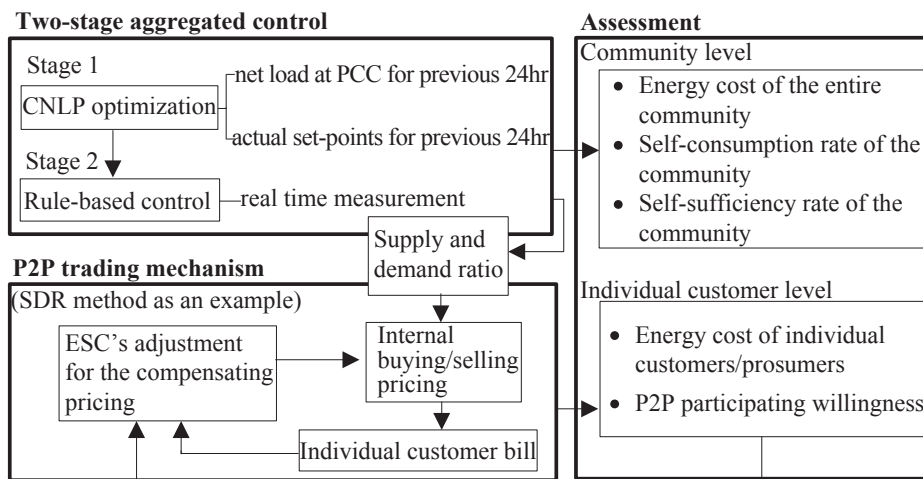 Two-stage aggregated control
Stage 1
CNLP optimization
net load at PCC for previous 24hr
actual set-points for previous 24hr
Stage 2
Rule-based control
real time measurement
Supply and
demand ratio
P2P trading mechanism
(SDR method as an example)
ESC's adjustment
for the compensating
pricing
Internal
buying/selling
pricing
Individual customer bill
Assessment
Community level
• Energy cost of the entire
community
• Self-consumption rate of the
community
• Self-sufficiency rate of the
community
Individual customer level
• Energy cost of individual
customers/prosumers
• P2P participating willingness